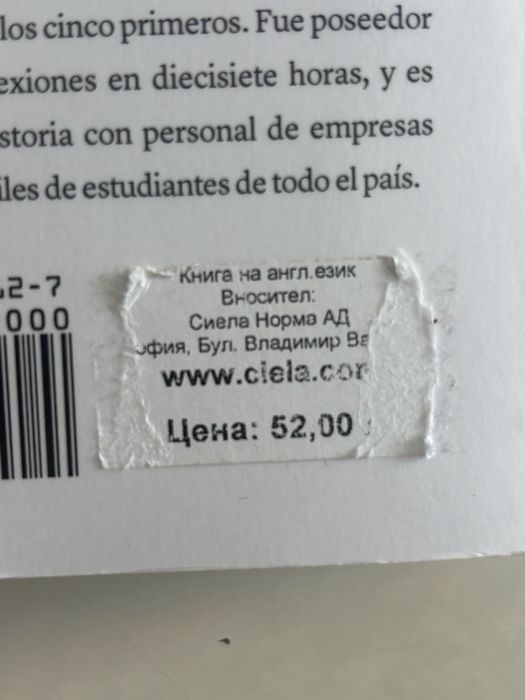 los cinco primeros. Fue poseedor
exiones en diecisiete horas, y es
storia con personal de empresas
iles de estudiantes de todo el país.
2-7
000
Книга на англ.език
Вносител:
Сиела Норма АД
офия, Бул. Владимир Ва
www.ciela.com
Цена: 52,00